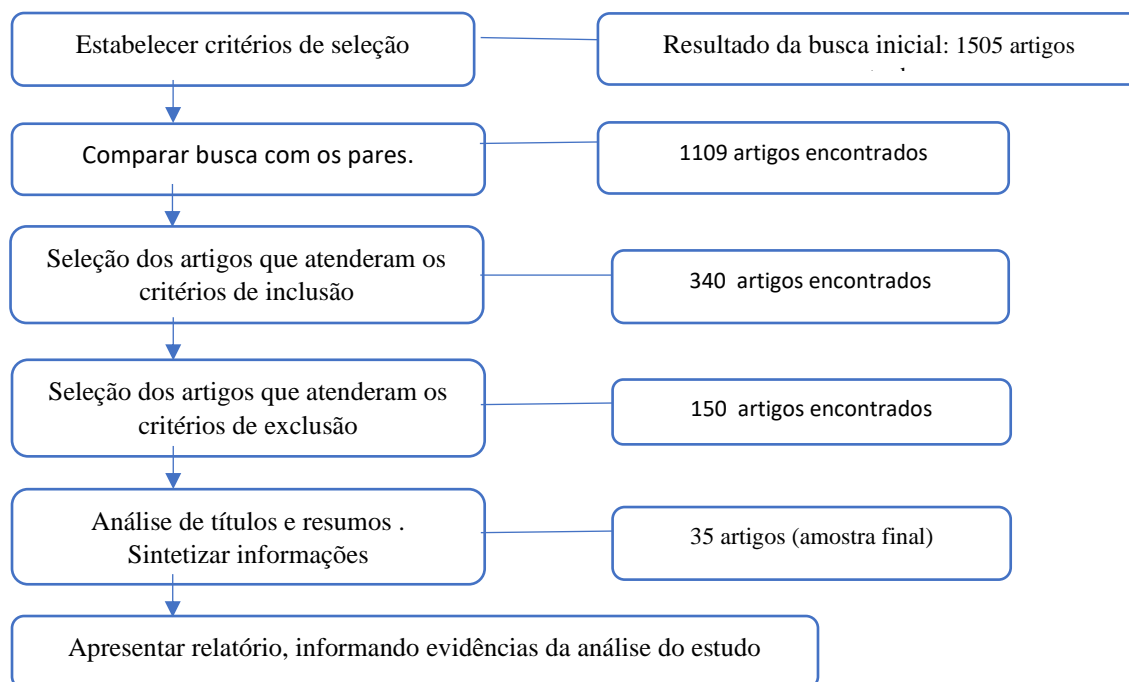 Estabelecer critérios de seleção
Resultado da busca inicial: 1505 artigos
Comparar busca com os pares.
1109 artigos encontrados
Seleção dos artigos que atenderam os
critérios de inclusão
340 artigos encontrados
Seleção dos artigos que atenderam os
critérios de exclusão
150 artigos encontrados
Análise de títulos e resumos .
Sintetizar informações
35 artigos (amostra final)
Apresentar relatório, informando evidências da análise do estudo